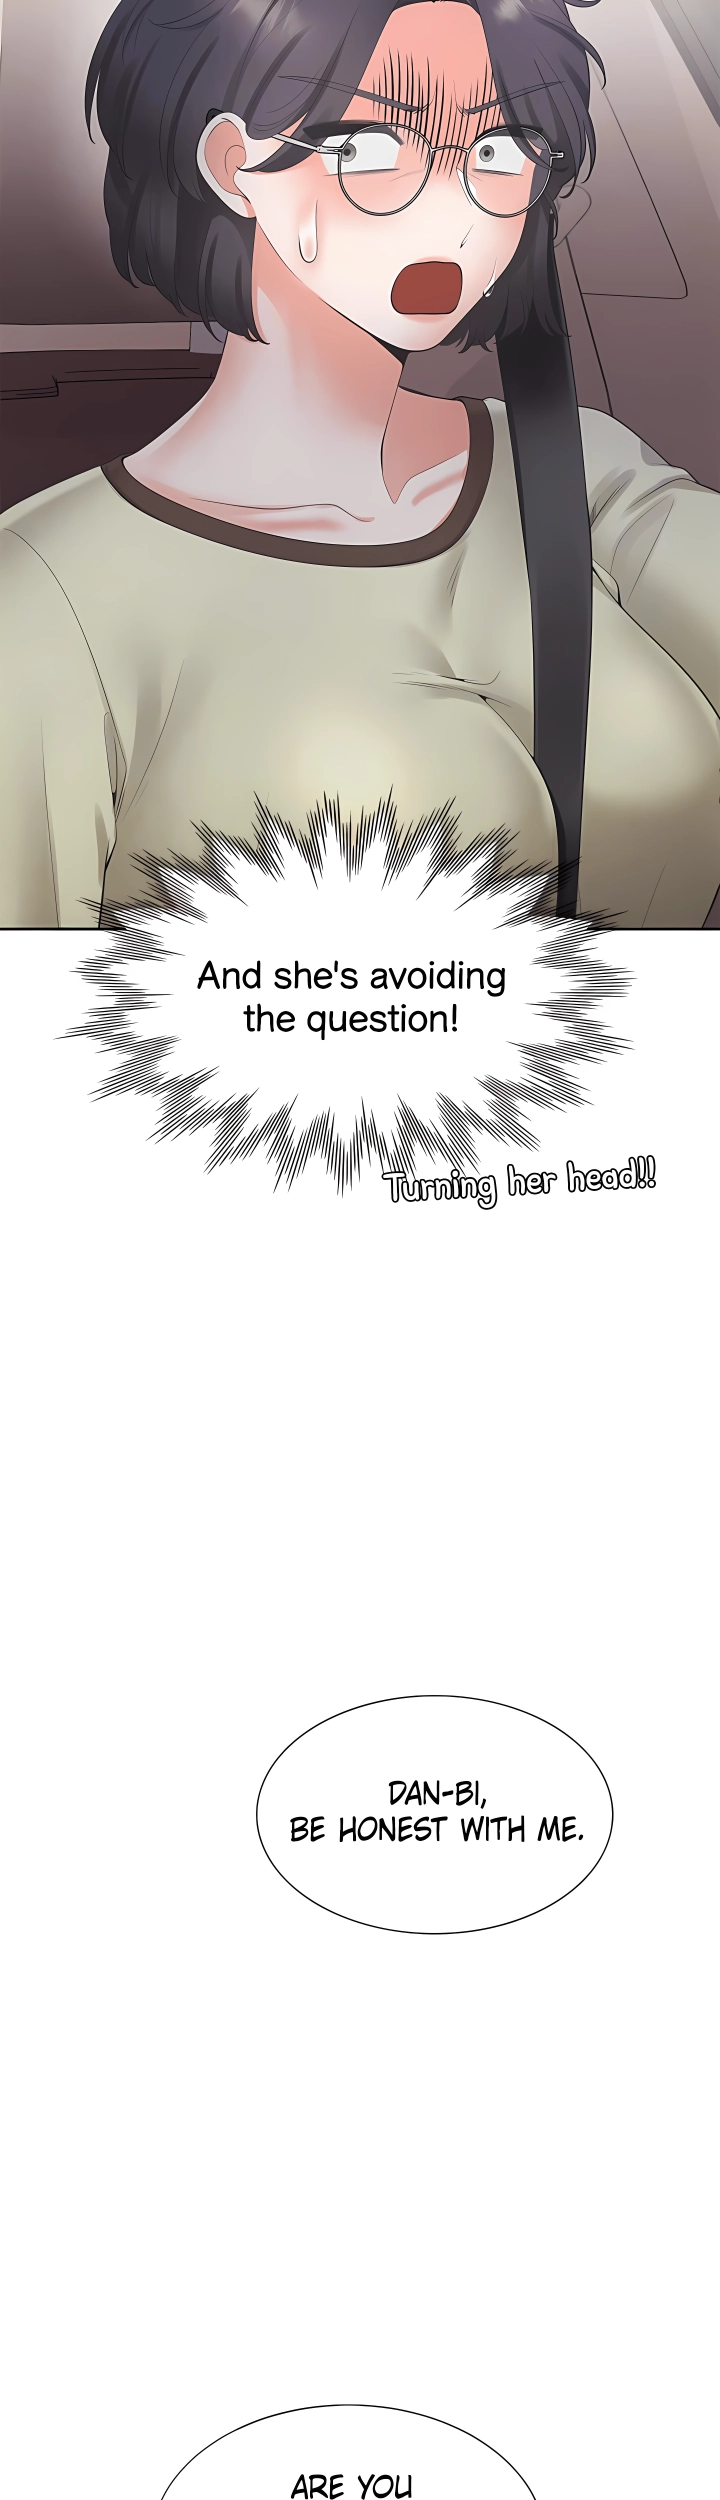 And she's avoiding
the question!
Turning her head!!
DAN-BI,
BE HONEST WITH ME.
ARE YOU